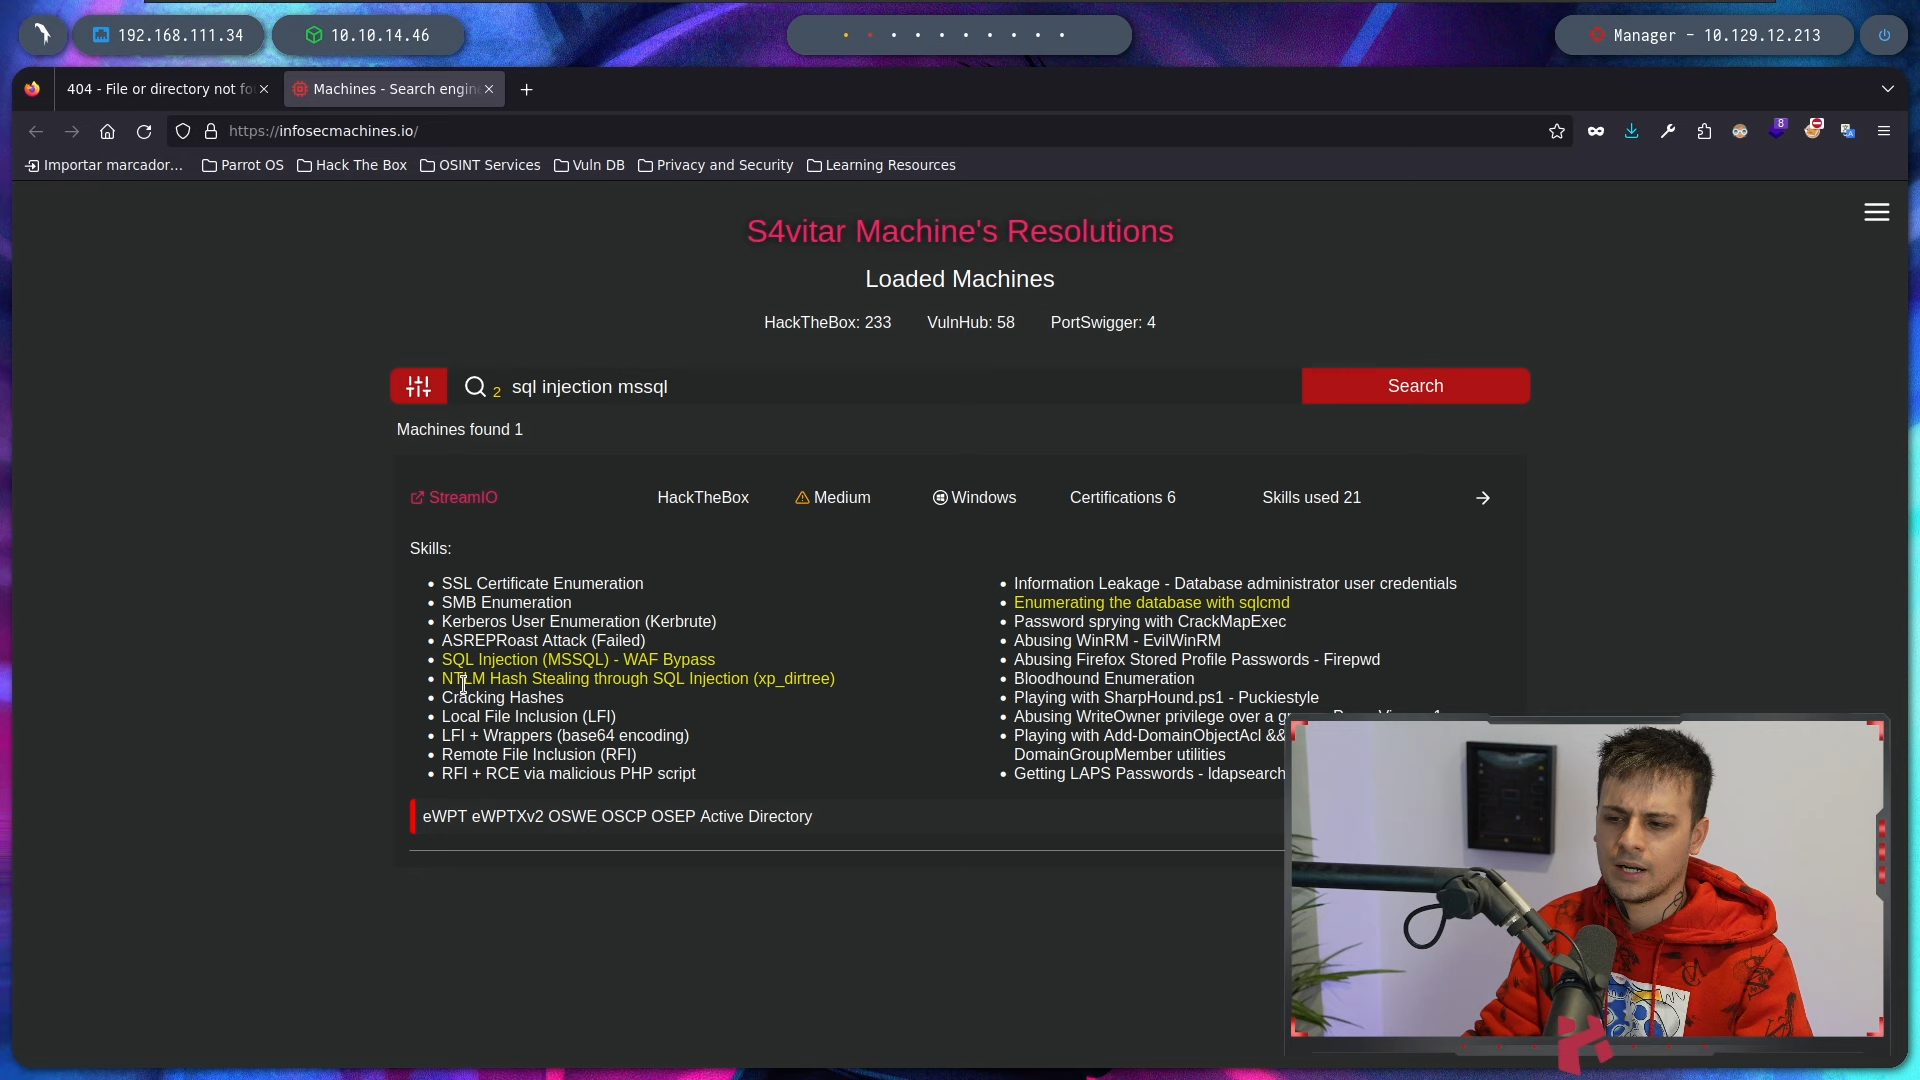 192.168.111.34
10.10.14.46
Manager - 10.129.12.213
404 - File or directory not fo
Machines - Search engin
https://infosecmachines.io/
8
Importar marcador...
Parrot OS
Hack The Box
OSINT Services
Vuln DB
Privacy and Security
Learning Resources
S4vitar Machine's Resolutions
Loaded Machines
HackTheBox: 233
VulnHub: 58
PortSwigger: 4
2
sql injection mssql
Search
Machines found 1
StreamIO
HackTheBox
Medium
Windows
Certifications 6
Skills used 21
Skills:
SSL Certificate Enumeration
SMB Enumeration
Kerberos User Enumeration (Kerbrute)
ASREPRoast Attack (Failed)
SQL Injection (MSSQL) - WAF Bypass
NTLM Hash Stealing through SQL Injection (xp_dirtree)
Cracking Hashes
Local File Inclusion (LFI)
LFI + Wrappers (base64 encoding)
Remote File Inclusion (RFI)
RFI + RCE via malicious PHP script
Information Leakage - Database administrator user credentials
Enumerating the database with sqlcmd
Password sprying with CrackMapExec
Abusing WinRM - EvilWinRM
Abusing Firefox Stored Profile Passwords - Firepwd
Bloodhound Enumeration
Playing with SharpHound.ps1 - Puckiestyle
Abusing WriteOwner privilege over a
Playing with Add-DomainObjectAcl &&
DomainGroupMember utilities
Getting LAPS Passwords - ldapsearch
eWPT eWPTXv2 OSWE OSCP OSEP Active Directory